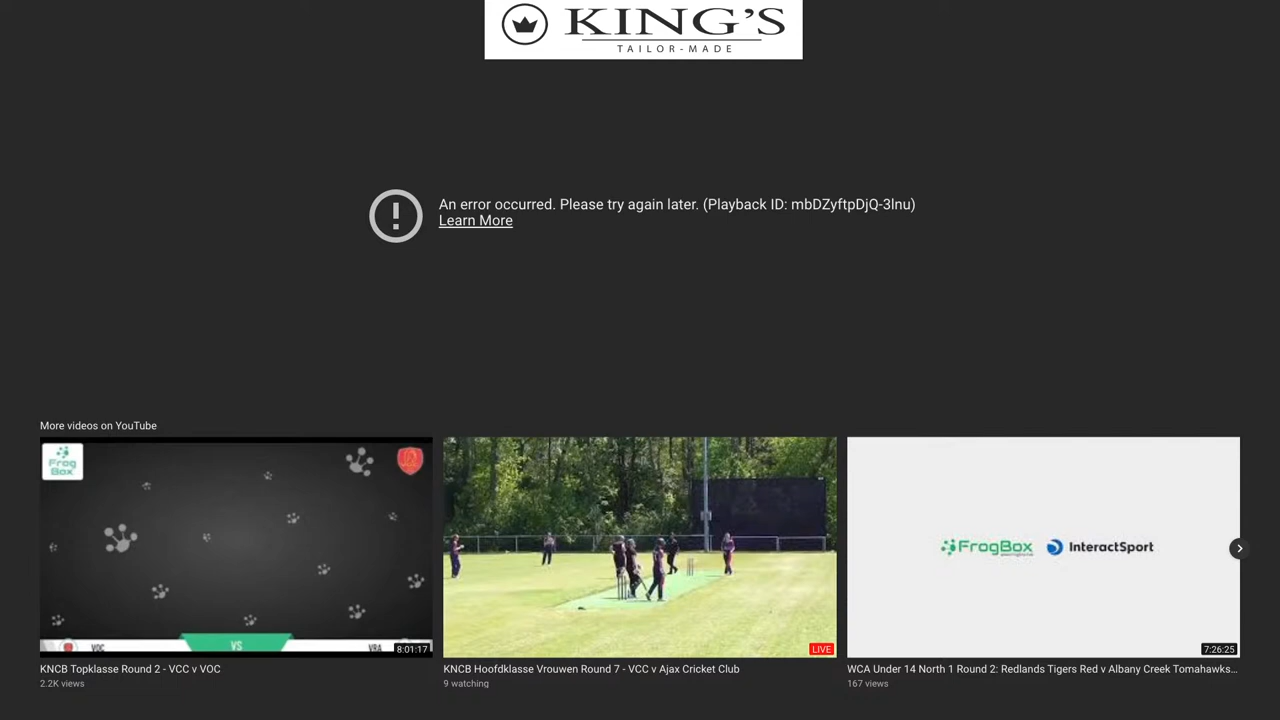 KING'S
TAILOR-MADE
An error occurred. Please try again later. (Playback ID: mbDZyftpDjQ-3lnu)
Learn More
More videos on YouTube
Frog
Box
VOC
VS
VRA
8:01:17
LIVE
FrogBox
InteractSport
7:26:25
KNCB Topklasse Round 2 - VCC v VOC
KNCB Hoofdklasse Vrouwen Round 7 - VCC v Ajax Cricket Club
WCA Under 14 North 1 Round 2: Redlands Tigers Red v Albany Creek Tomahawks...
2.2K views
9 watching
167 views